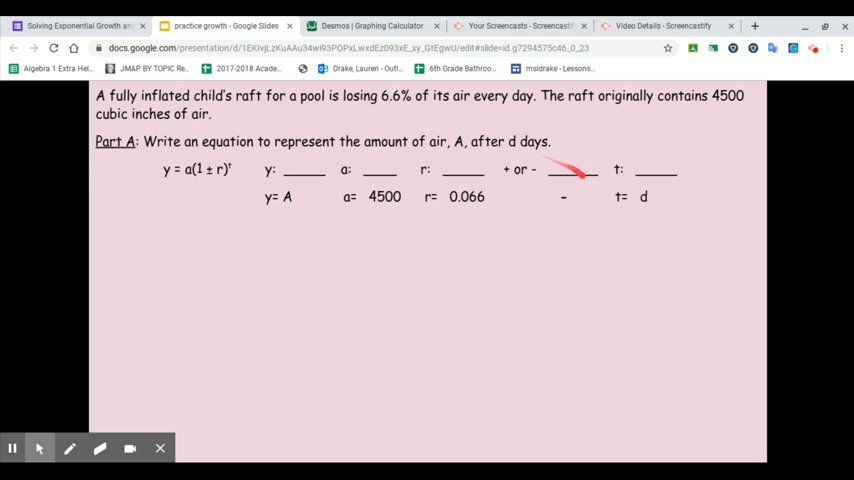 Solving Exponential Growth an
practice growth - Google Slides
Desmos | Graphing Calculator
Your Screencasts - Screencastif
Video Details - Screencastify
docs.google.com/presentation/d/1EKIvjLzKuAAu34wi93POPxLwxdEz093xE_xy_GtEgwU/edit#slide=id.g7294575c46_0_23
Algebra 1 Extra Hel...
JMAP BY TOPIC Re...
2017-2018 Acade...
Drake, Lauren - Outl...
6th Grade Bathroo...
msldrake - Lessons...
A fully inflated child's raft for a pool is losing 6.6% of its air every day. The raft originally contains 4500
cubic inches of air.
Part A: Write an equation to represent the amount of air, A, after d days.
y = a(1 ± r)ᵗ y: _____ a: ____ r: _____ + or - ______ t: _____
y= A a= 4500 r= 0.066 - t= d